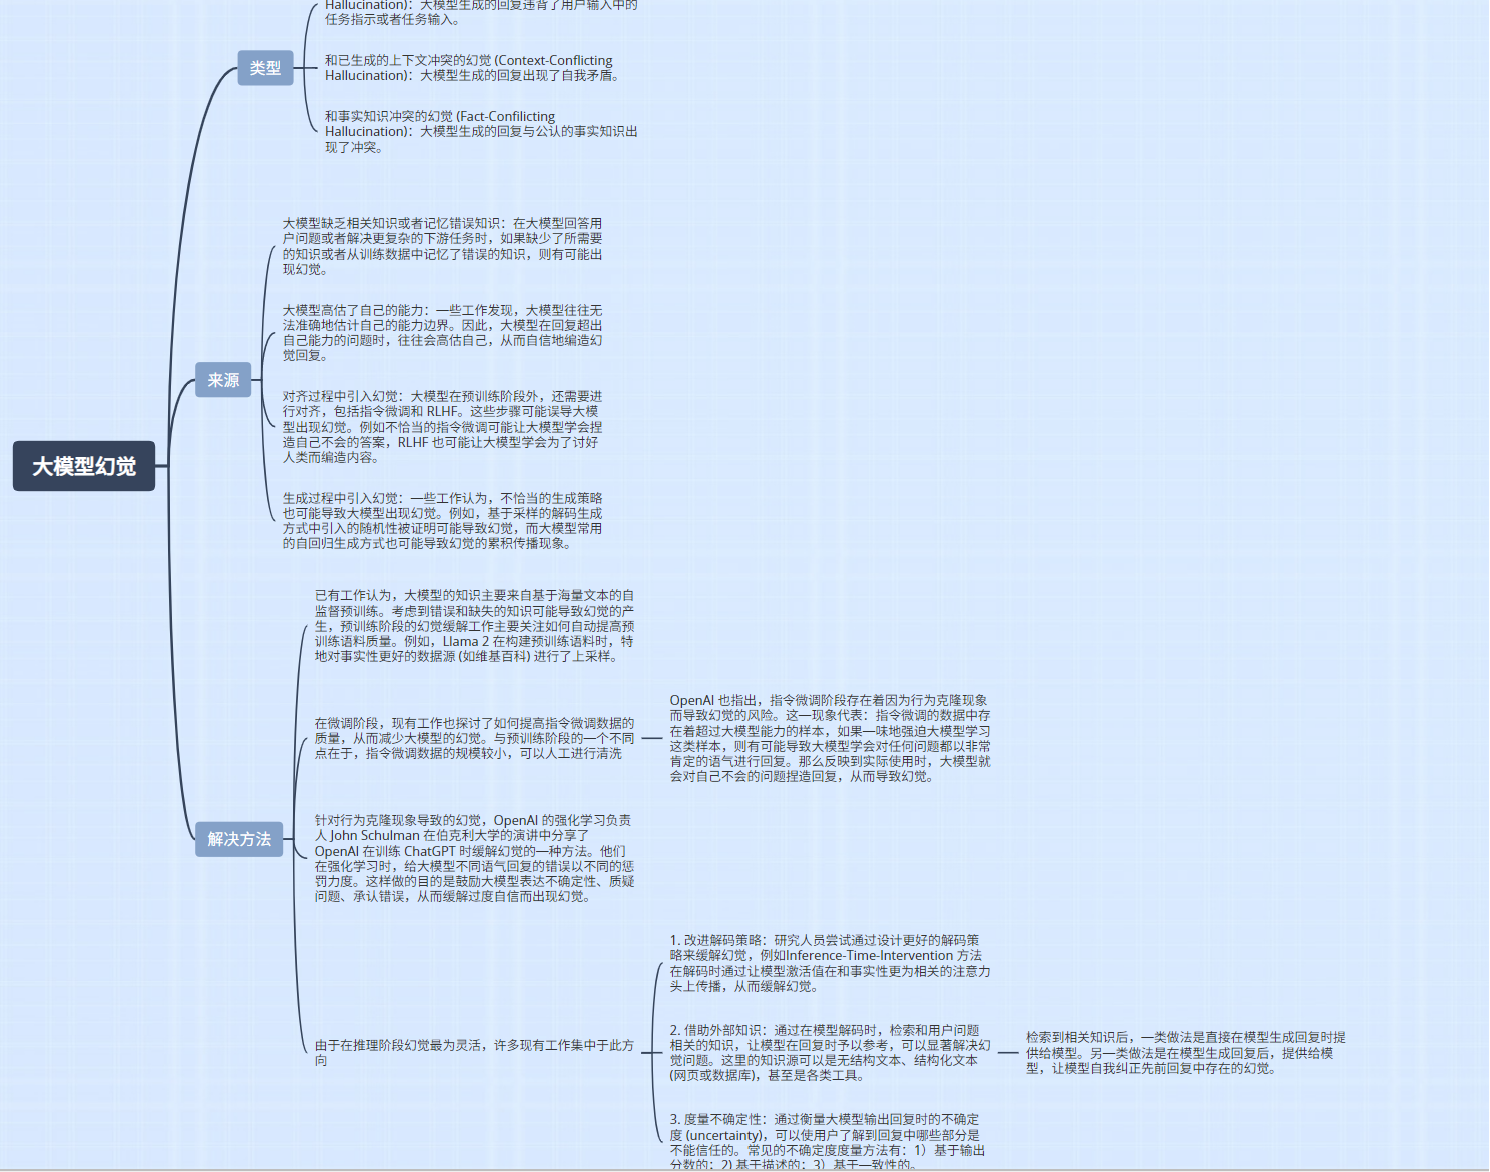 Hallucination)：大模型生成的回复违背了用户输入中的
任务指示或者任务输入。
类型
和已生成的上下文冲突的幻觉 (Context-Conflicting
Hallucination)：大模型生成的回复出现了自我矛盾。
和事实知识冲突的幻觉 (Fact-Confilicting
Hallucination)：大模型生成的回复与公认的事实知识出
现了冲突。
大模型幻觉
来源
大模型缺乏相关知识或者记忆错误知识：在大模型回答用
户问题或者解决更复杂的下游任务时，如果缺少了所需要
的知识或者从训练数据中记忆了错误的知识，则有可能出
现幻觉。
大模型高估了自己的能力：一些工作发现，大模型往往无
法准确地估计自己的能力边界。因此，大模型在回复超出
自己能力的问题时，往往会高估自己，从而自信地编造幻
觉回复。
对齐过程中引入幻觉：大模型在预训练阶段外，还需要进
行对齐，包括指令微调和 RLHF。这些步骤可能误导大模
型出现幻觉。例如不恰当的指令微调可能让大模型学会捏
造自己不会的答案，RLHF 也可能让大模型学会为了讨好
人类而编造内容。
生成过程中引入幻觉：一些工作认为，不恰当的生成策略
也可能导致大模型出现幻觉。例如，基于采样的解码生成
方式中引入的随机性被证明可能导致幻觉，而大模型常用
的自回归生成方式也可能导致幻觉的累积传播现象。
解决方法
已有工作认为，大模型的知识主要来自基于海量文本的自
监督预训练。考虑到错误和缺失的知识可能导致幻觉的产
生，预训练阶段的幻觉缓解工作主要关注如何自动提高预
训练语料质量。例如，Llama 2 在构建预训练语料时，特
地对事实性更好的数据源 (如维基百科) 进行了上采样。
在微调阶段，现有工作也探讨了如何提高指令微调数据的
质量，从而减少大模型的幻觉。与预训练阶段的一个不同
点在于，指令微调数据的规模较小，可以人工进行清洗
OpenAI 也指出，指令微调阶段存在着因为行为克隆现象
而导致幻觉的风险。这一现象代表：指令微调的数据中存
在着超过大模型能力的样本，如果一味地强迫大模型学习
这类样本，则有可能导致大模型学会对任何问题都以非常
肯定的语气进行回复。那么反映到实际使用时，大模型就
会对自己不会的问题捏造回复，从而导致幻觉。
针对行为克隆现象导致的幻觉，OpenAI 的强化学习负责
人 John Schulman 在伯克利大学的演讲中分享了
OpenAI 在训练 ChatGPT 时缓解幻觉的一种方法。他们
在强化学习时，给大模型不同语气回复的错误以不同的惩
罚力度。这样做的目的是鼓励大模型表达不确定性、质疑
问题、承认错误，从而缓解过度自信而出现幻觉。
由于在推理阶段幻觉最为灵活，许多现有工作集中于此方
向
1. 改进解码策略：研究人员尝试通过设计更好的解码策
略来缓解幻觉，例如Inference-Time-Intervention 方法
在解码时通过让模型激活值在和事实性更为相关的注意力
头上传播，从而缓解幻觉。
2. 借助外部知识：通过在模型解码时，检索和用户问题
相关的知识，让模型在回复时予以参考，可以显著解决幻
觉问题。这里的知识源可以是无结构文本、结构化文本
(网页或数据库)，甚至是各类工具。
检索到相关知识后，一类做法是直接在模型生成回复时提
供给模型。另一类做法是在模型生成回复后，提供给模
型，让模型自我纠正先前回复中存在的幻觉。
3. 度量不确定性：通过衡量大模型输出回复时的不确定
度 (uncertainty)，可以使用户了解到回复中哪些部分是
不能信任的。常见的不确定度度量方法有：1）基于输出
分数的；2) 基于描述的；3）基于一致性的。